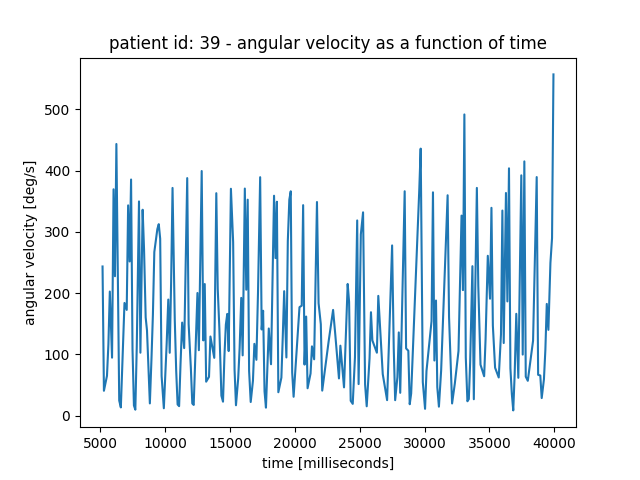 patient id: 39 - angular velocity as a function of time
angular velocity [deg/s]
500
400
300
200
100
0
5000 10000 15000 20000 25000 30000 35000 40000
time [milliseconds]